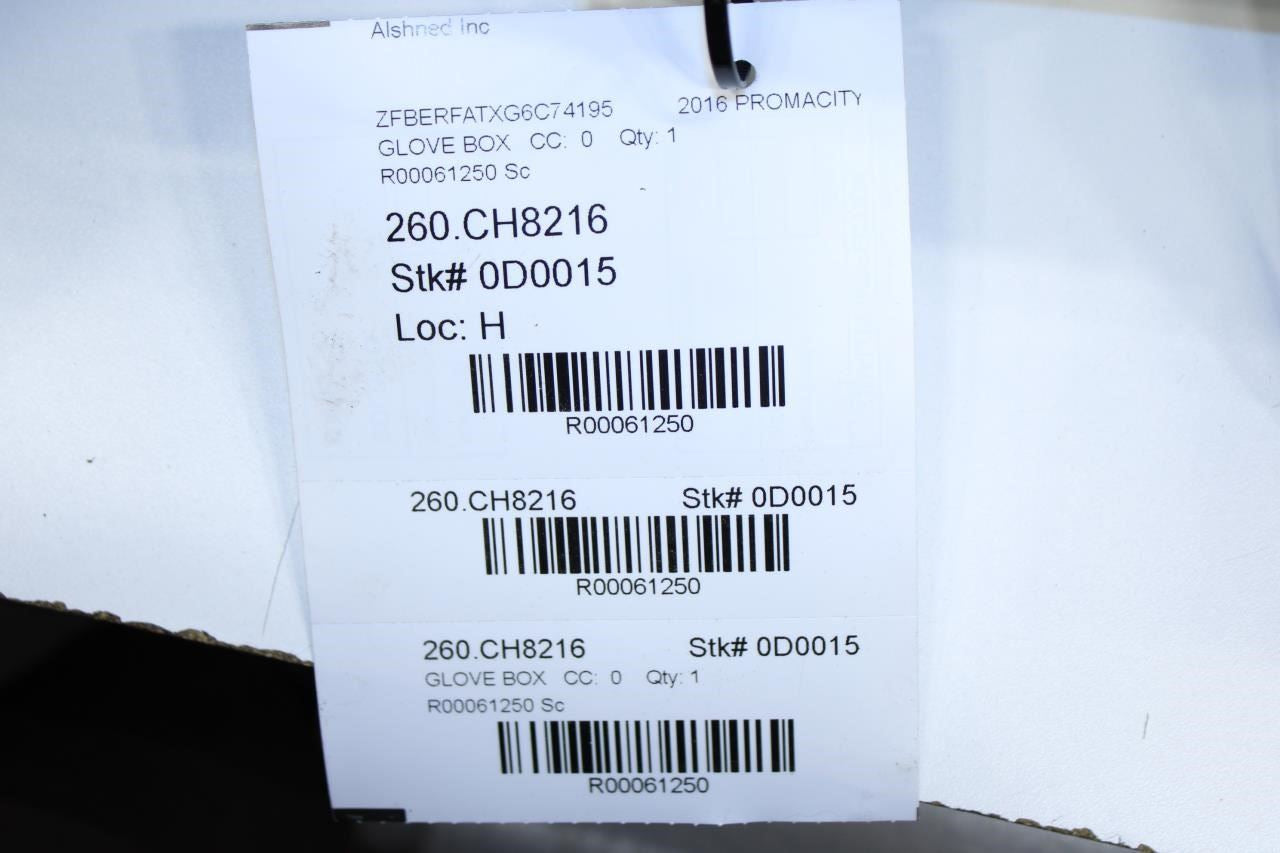 Alshned Inc
ZFBERFATXG6C74195 2016 PROMACITY
GLOVE BOX CC: 0 Qty: 1
R00061250 Sc
260.CH8216
Stk# 0D0015
Loc: H
R00061250
260.CH8216 Stk# 0D0015
R00061250
260.CH8216 Stk# 0D0015
GLOVE BOX CC: 0 Qty: 1
R00061250 Sc
R00061250